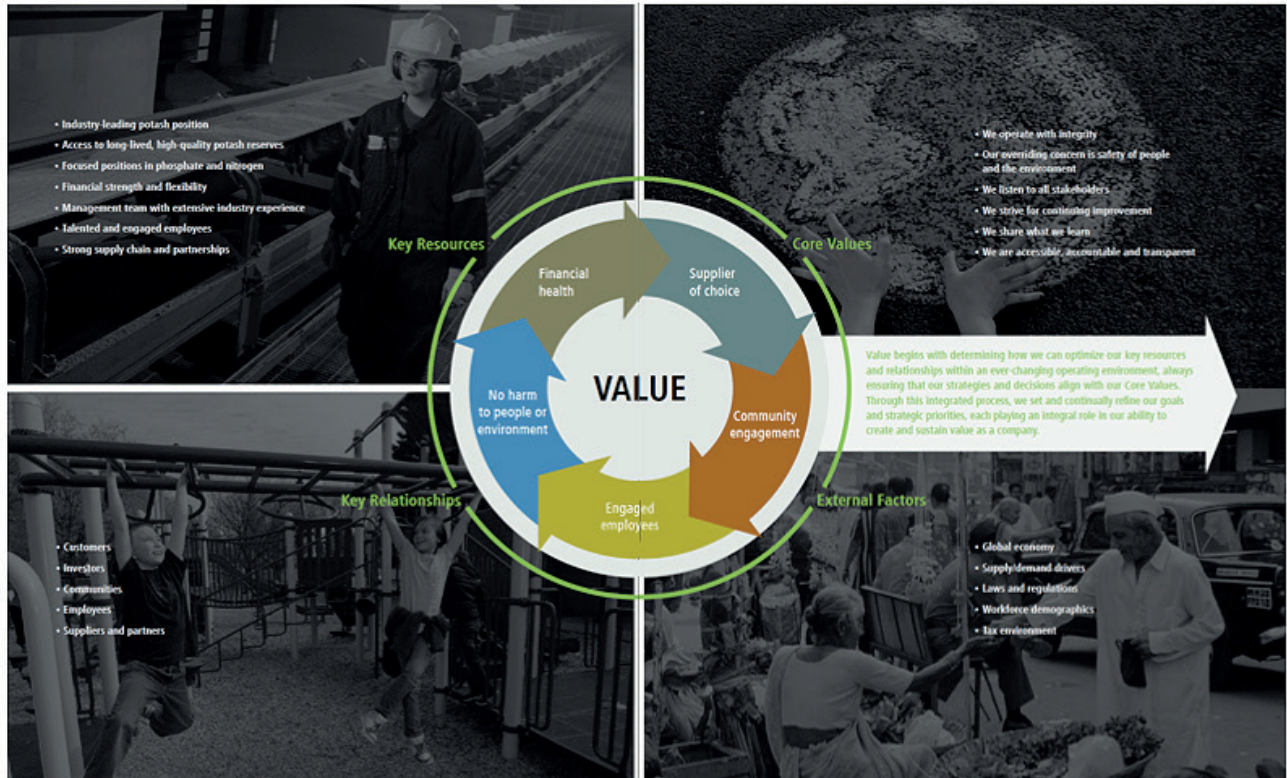 • Industry-leading potash position
• Access to long-lived, high-quality potash reserves
• Focused positions in phosphate and nitrogen
• Financial strength and flexibility
• Management team with extensive industry experience
• Talented and engaged employees
• Strong supply chain and partnerships
• We operate with integrity
• Our overriding concern is safety of people
and the environment
• We listen to all stakeholders
• We strive for continuing improvement
• We share what we learn
• We are accessible, accountable and transparent
Key Resources
Core Values
Financial
health
Supplier
of choice
VALUE
No harm
to people or
environment
Community
engagement
Engaged
employees
Value begins with determining how we can optimize our key resources
and relationships within an ever-changing operating environment, always
ensuring that our strategies and decisions align with our Core Values.
Through this integrated process, we set and continually refine our goals
and strategic priorities, each playing an integral role in our ability to
create and sustain value as a company.
Key Relationships
External Factors
• Customers
• Investors
• Communities
• Employees
• Suppliers and partners
• Global economy
• Supply/demand drivers
• Laws and regulations
• Workforce demographics
• Tax environment